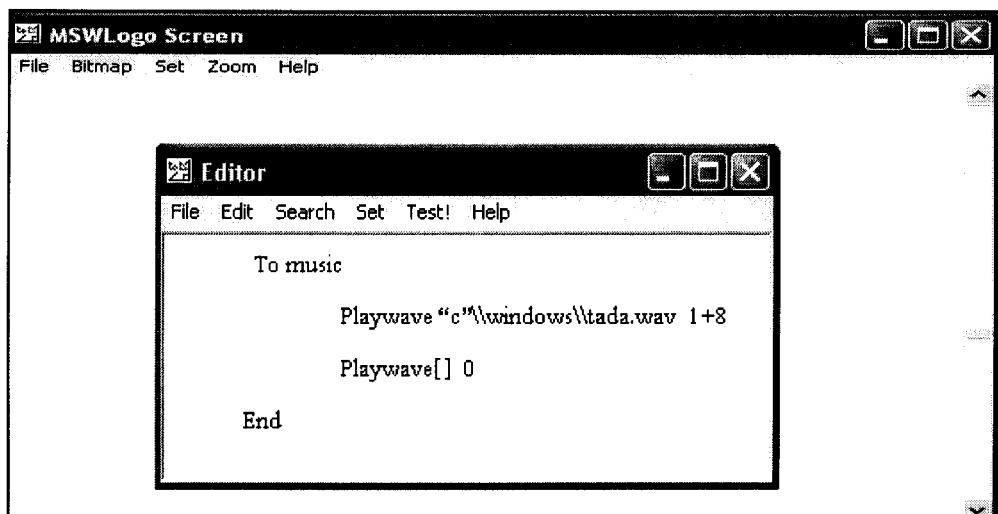 MSWLogo Screen
File Bitmap Set Zoom Help
Editor
File Edit Search Set Test! Help
To music
Playwave “c”\\windows\\tada.wav 1+8
Playwave[] 0
End